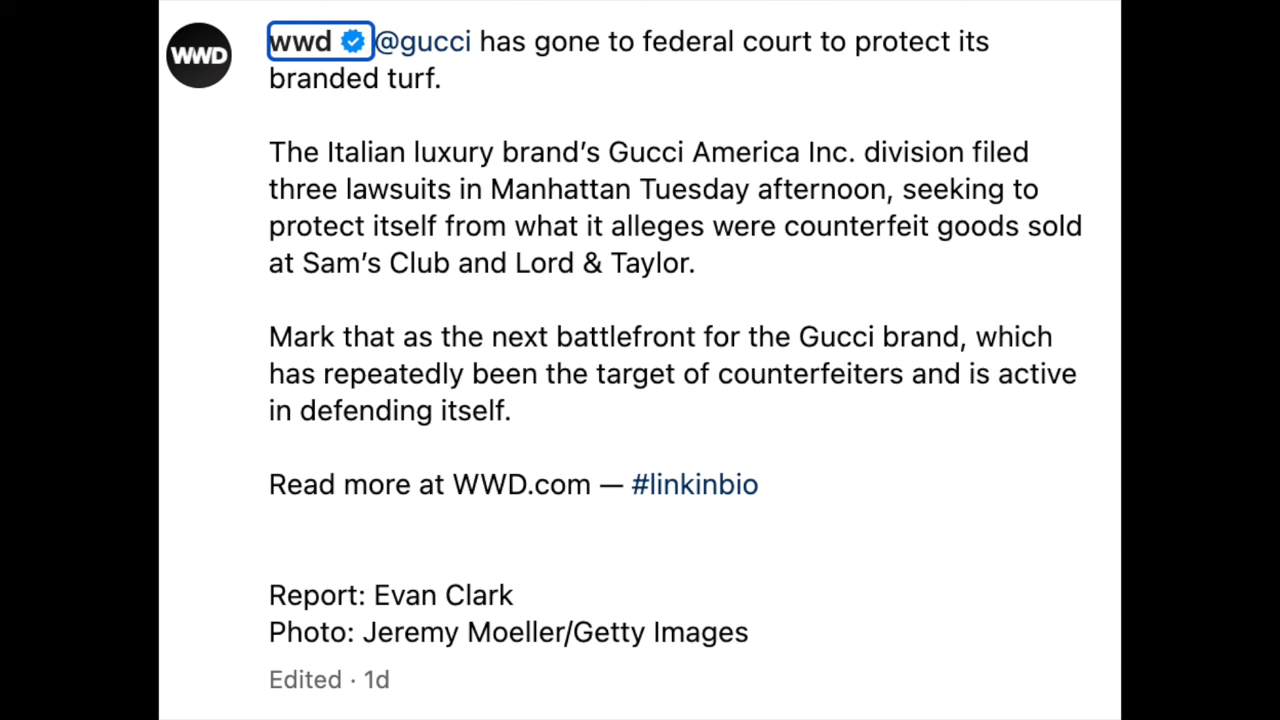 WWD
wwd @gucci has gone to federal court to protect its
branded turf.
The Italian luxury brand’s Gucci America Inc. division filed
three lawsuits in Manhattan Tuesday afternoon, seeking to
protect itself from what it alleges were counterfeit goods sold
at Sam’s Club and Lord & Taylor.
Mark that as the next battlefront for the Gucci brand, which
has repeatedly been the target of counterfeiters and is active
in defending itself.
Read more at WWD.com — #linkinbio
Report: Evan Clark
Photo: Jeremy Moeller/Getty Images
Edited · 1d